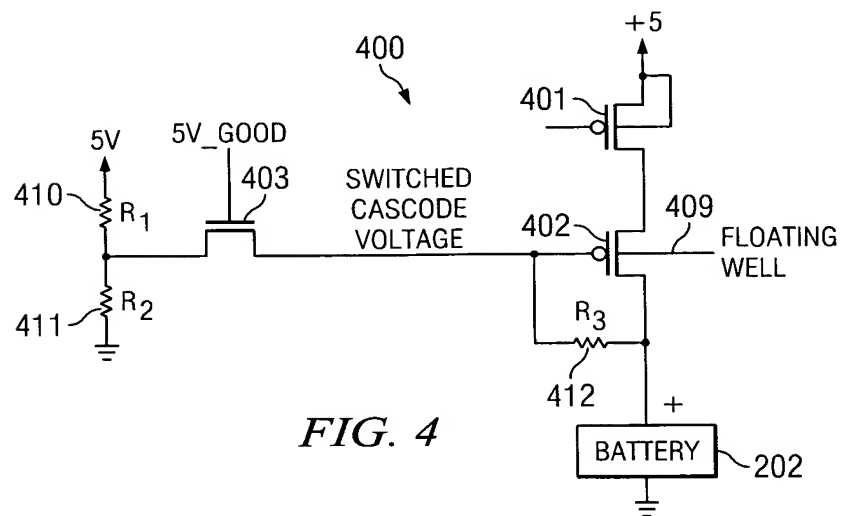 +5
400
401
5V_GOOD
5V
403
410
R1
SWITCHED
CASCODE
VOLTAGE
402
409
FLOATING
WELL
R2
411
R3
412
+
FIG. 4
BATTERY
202